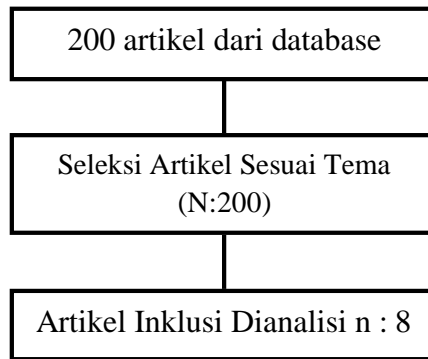 200 artikel dari database
Seleksi Artikel Sesuai Tema
(N:200)
Artikel Inklusi Dianalisi n : 8